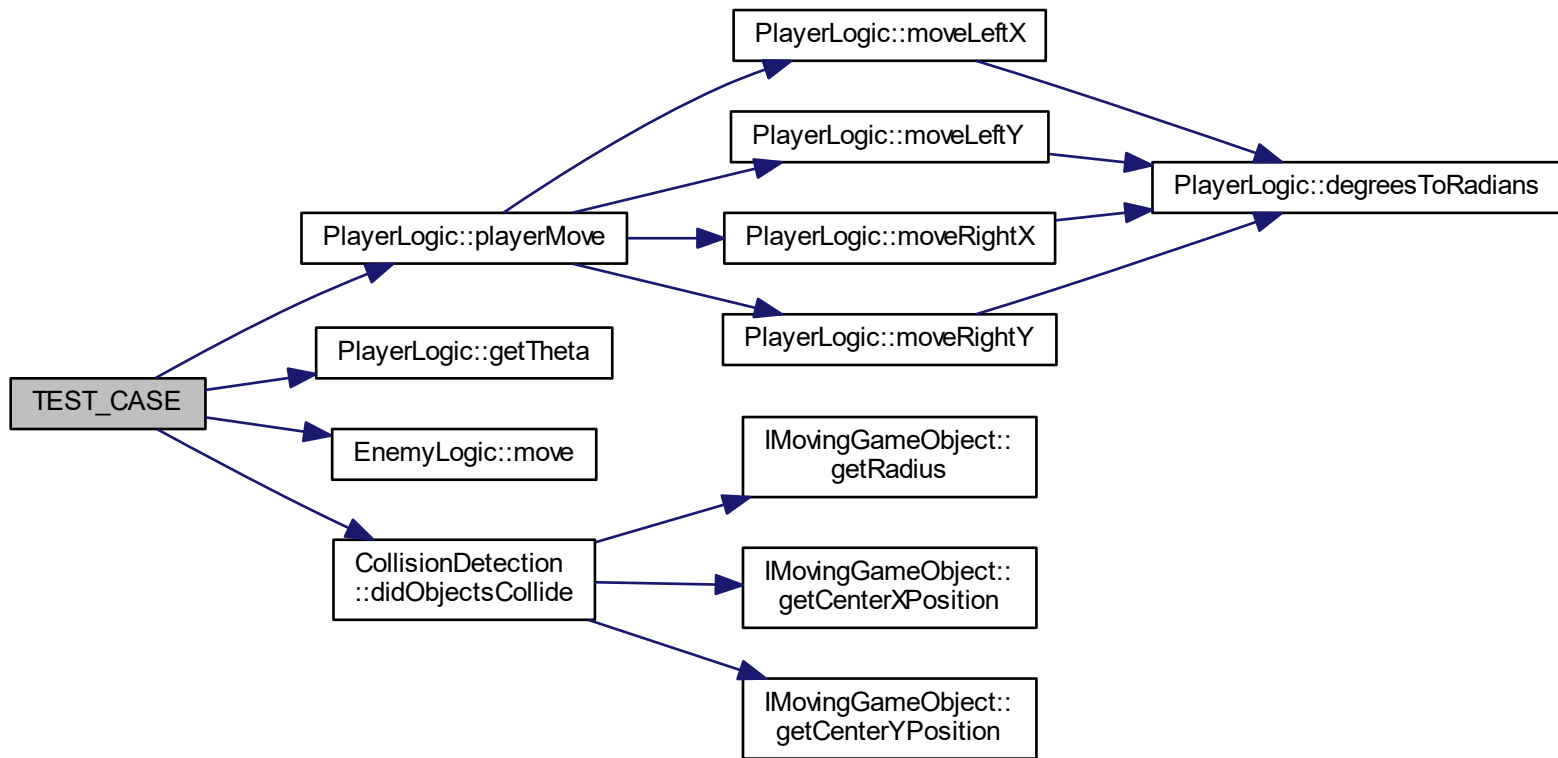 PlayerLogic::moveLeftX
PlayerLogic::moveLeftY
PlayerLogic::degreesToRadians
PlayerLogic::playerMove
PlayerLogic::moveRightX
PlayerLogic::moveRightY
PlayerLogic::getTheta
TEST_CASE
EnemyLogic::move
IMovingGameObject::
getRadius
CollisionDetection
::didObjectsCollide
IMovingGameObject::
getCenterXPosition
IMovingGameObject::
getCenterYPosition